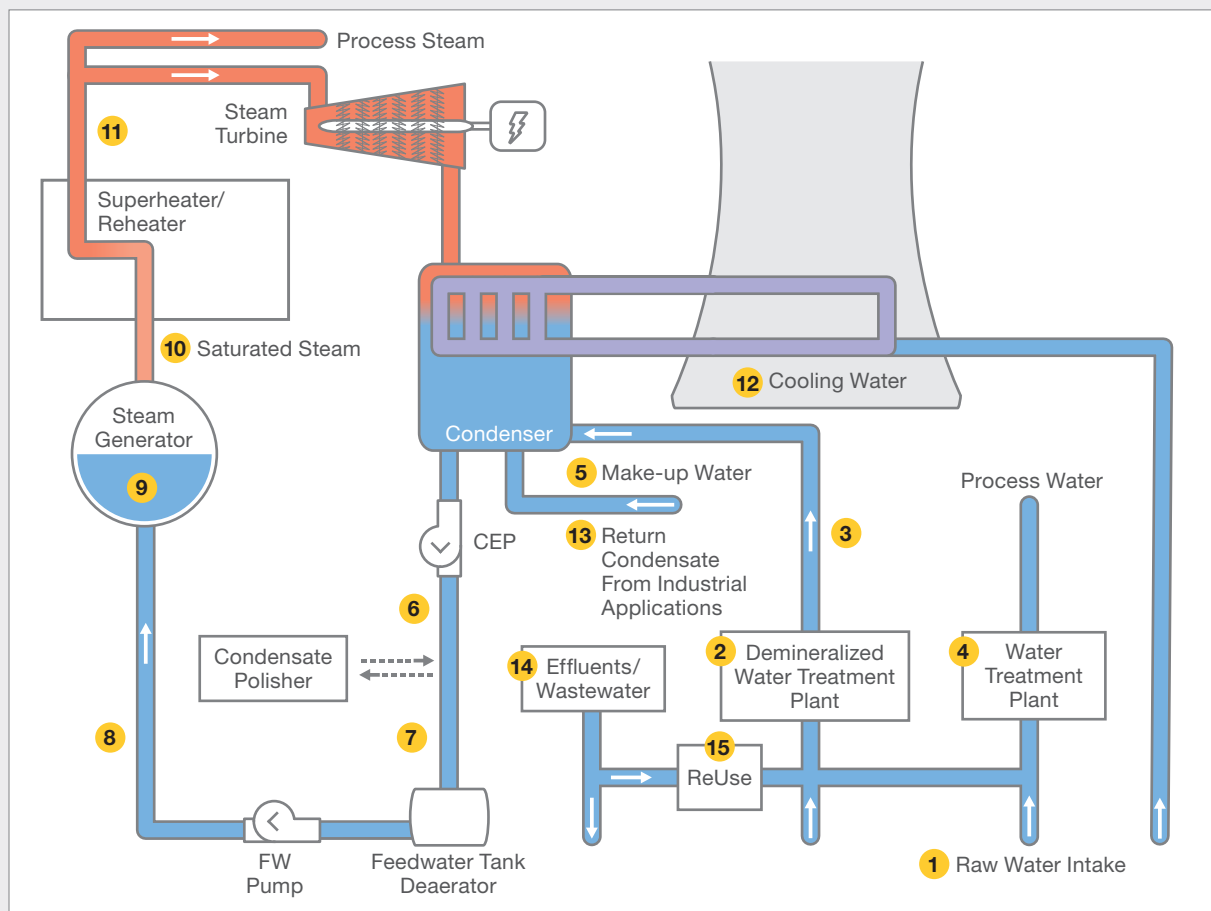 Process Steam
Steam
Turbine
11
Superheater/
Reheater
10 Saturated Steam
12 Cooling Water
Steam
Generator
9
Condenser
5 Make-up Water
Process Water
13 Return
Condensate
From Industrial
Applications
3
CEP
6
Condensate
Polisher
14 Effluents/
Wastewater
2 Demineralized
Water Treatment
Plant
4 Water
Treatment
Plant
8
7
15
ReUse
FW
Pump
Feedwater Tank
Deaerator
1 Raw Water Intake